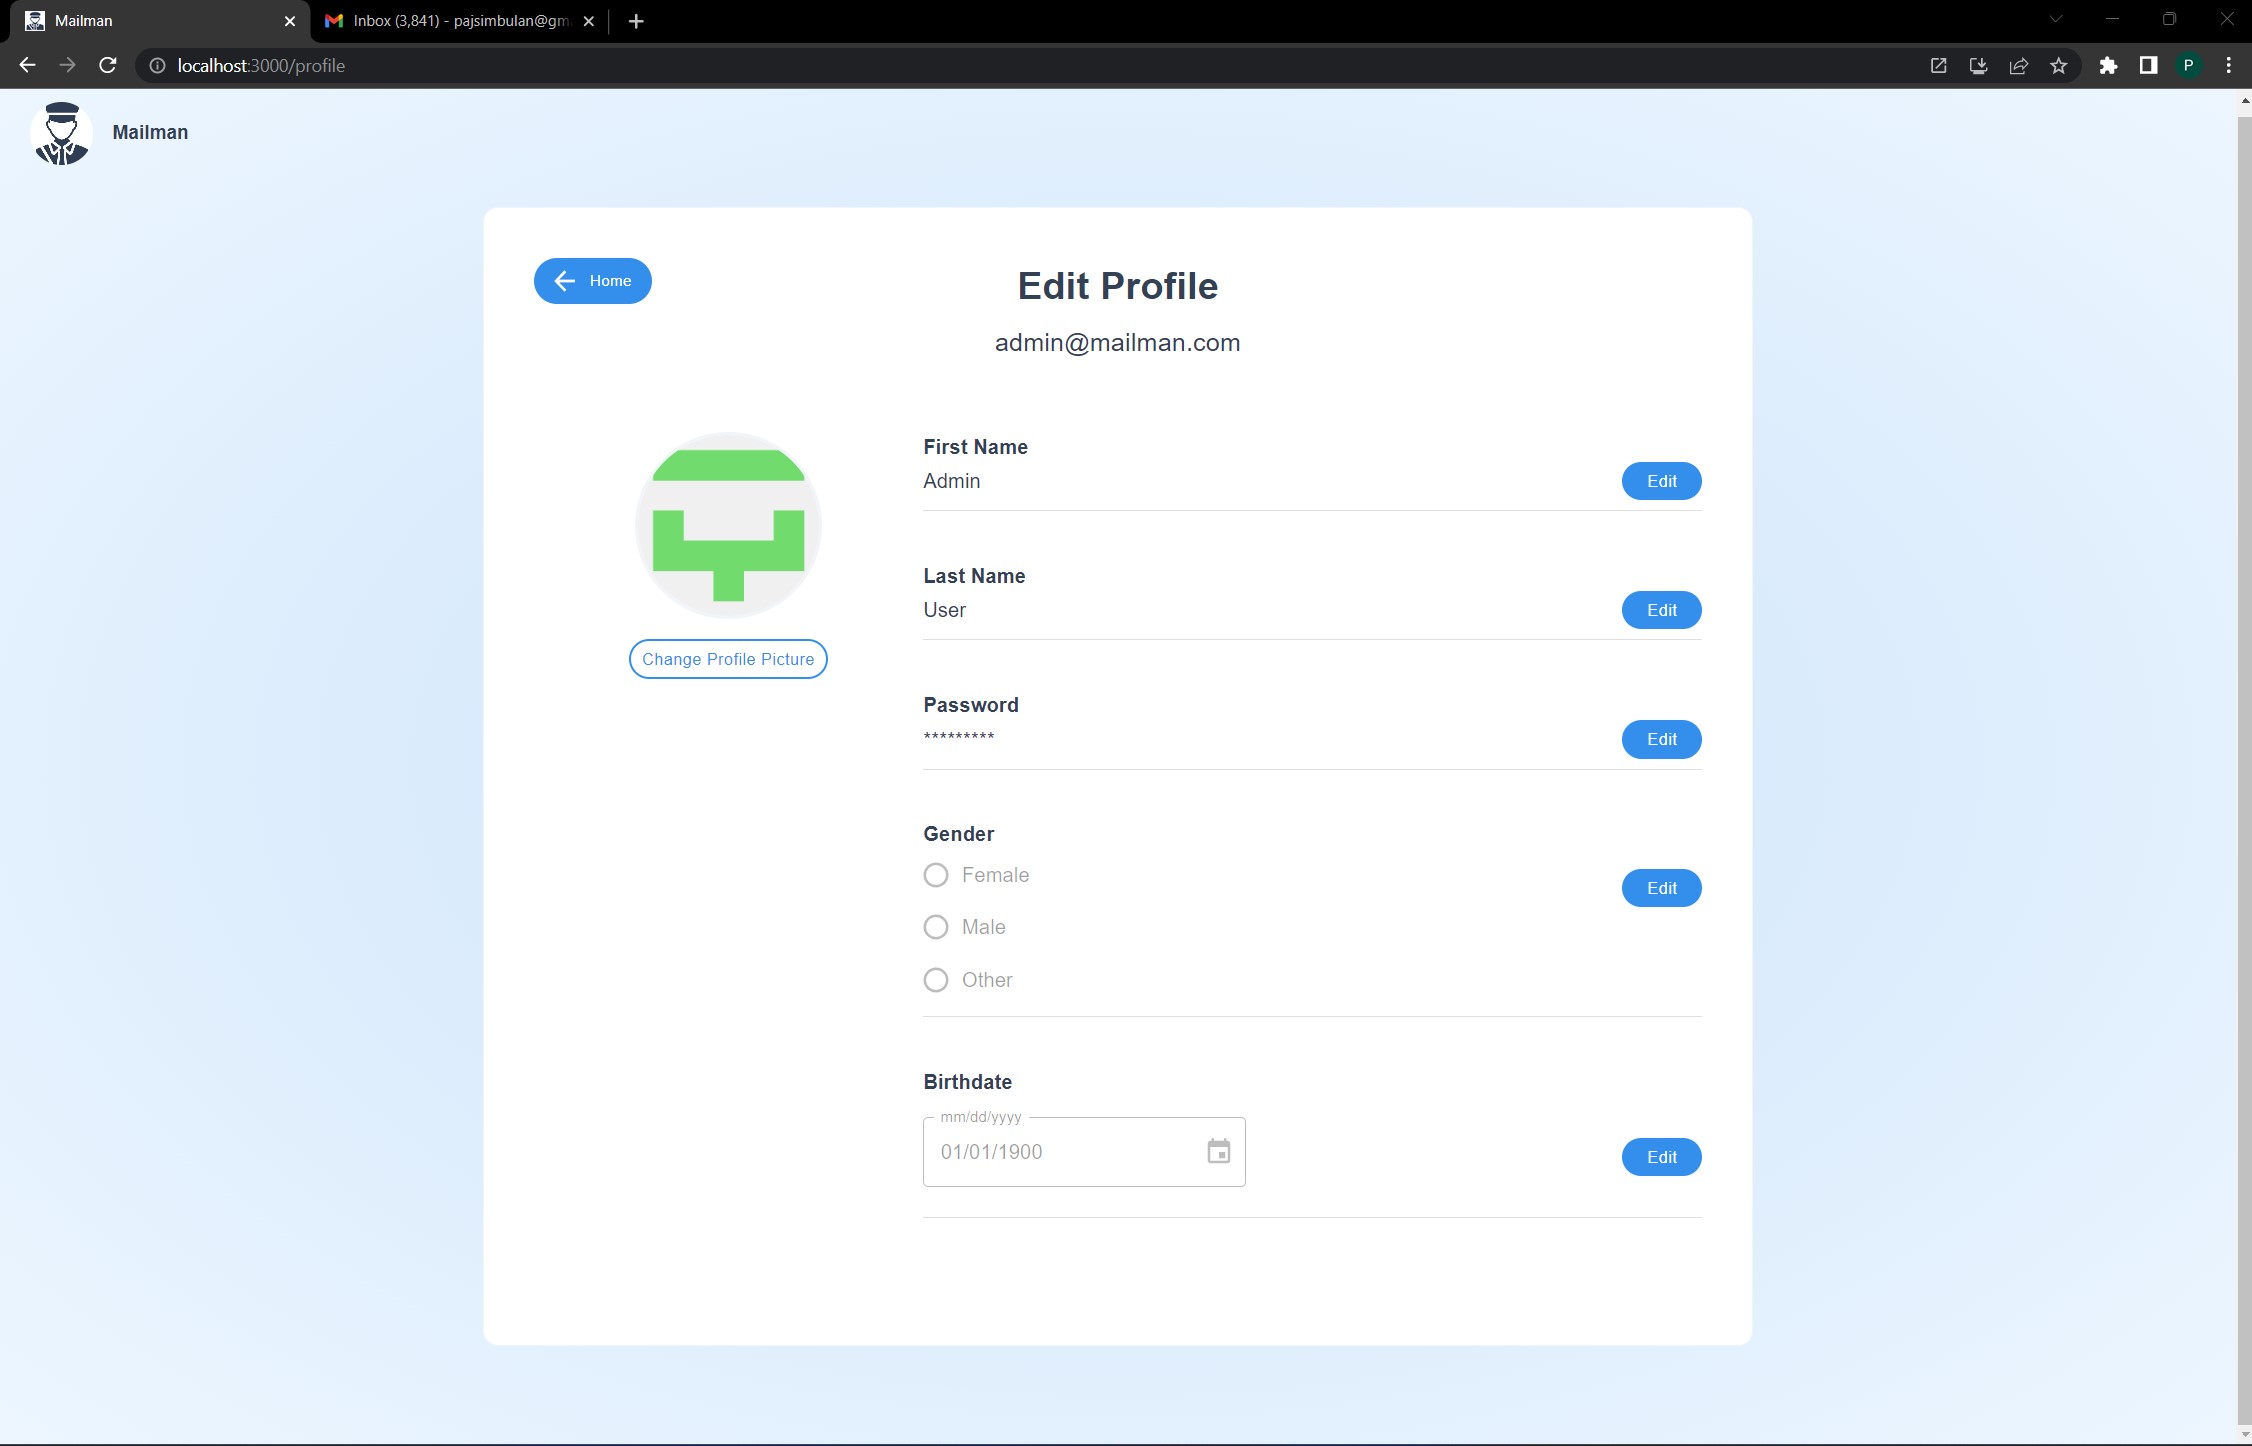 Mailman
Inbox (3,841) - pajsimbulan@gm
localhost:3000/profile
P
Mailman
Home
Edit Profile
admin@mailman.com
First Name
Admin
Edit
Last Name
User
Edit
Change Profile Picture
Password
*********
Edit
Gender
Female
Edit
Male
Other
Birthdate
mm/dd/yyyy
01/01/1900
Edit